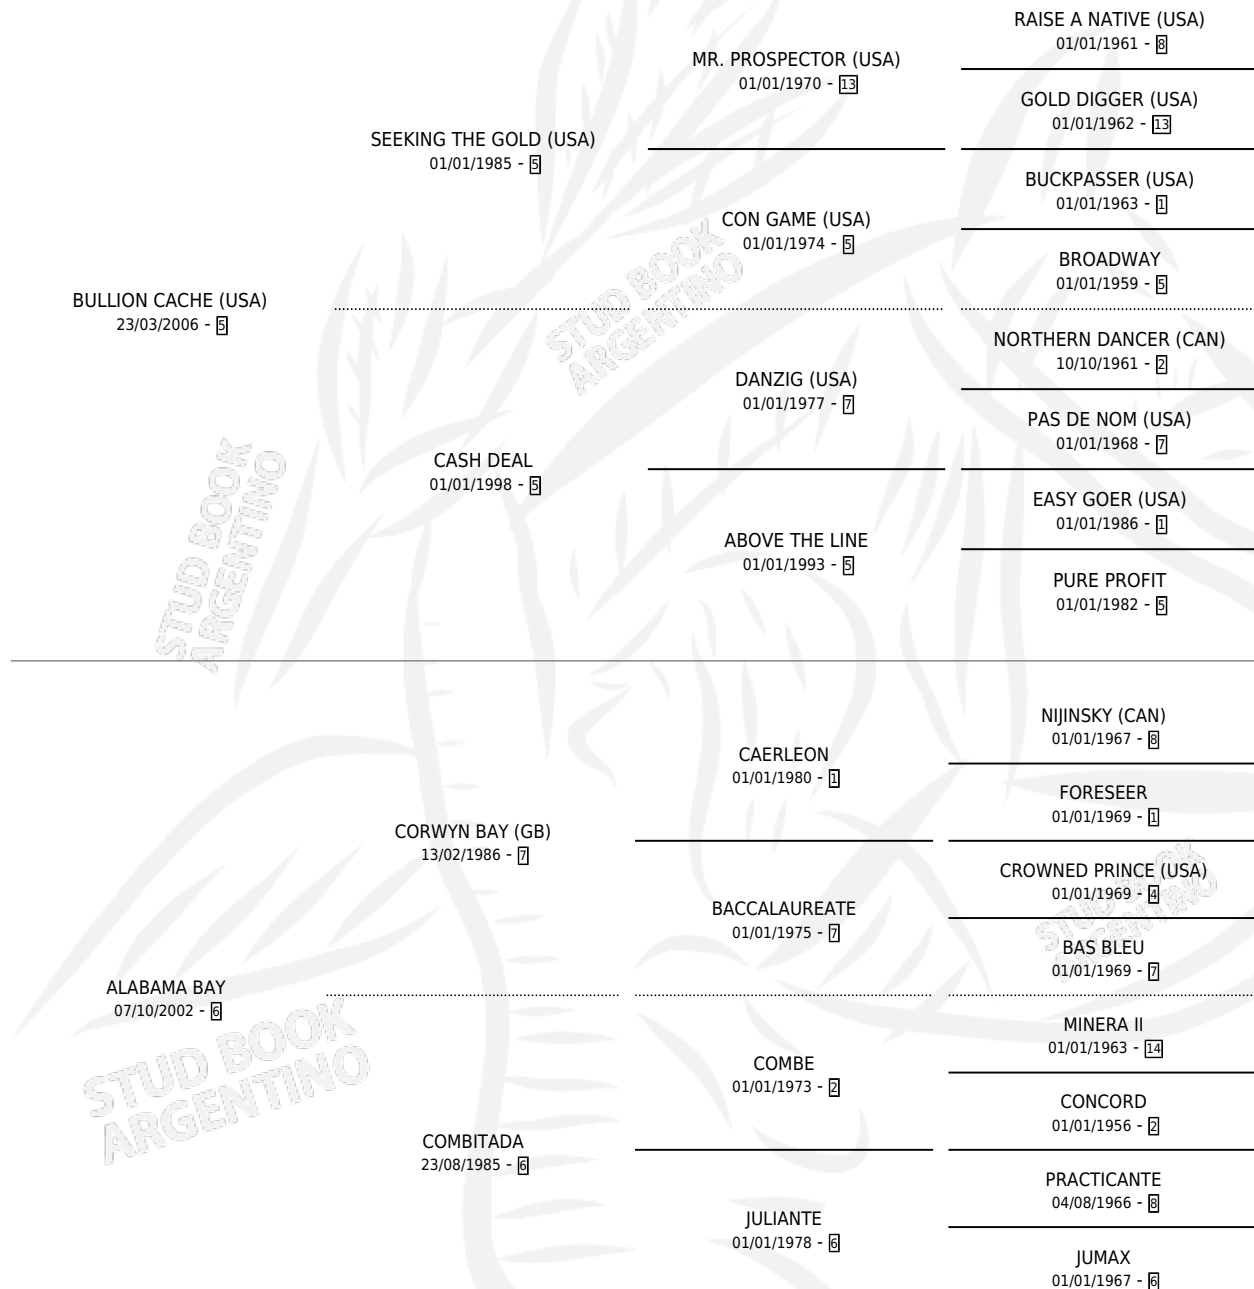 RAISE A NATIVE (USA)
01/01/1961 - 8
MR. PROSPECTOR (USA)
01/01/1970 - 13
GOLD DIGGER (USA)
01/01/1962 - 13
SEEKING THE GOLD (USA)
01/01/1985 - 5
BUCKPASSER (USA)
01/01/1963 - 1
CON GAME (USA)
01/01/1974 - 5
BROADWAY
01/01/1959 - 5
BULLION CACHE (USA)
23/03/2006 - 5
NORTHERN DANCER (CAN)
10/10/1961 - 2
DANZIG (USA)
01/01/1977 - 7
PAS DE NOM (USA)
01/01/1968 - 7
CASH DEAL
01/01/1998 - 5
EASY GOER (USA)
01/01/1986 - 1
ABOVE THE LINE
01/01/1993 - 5
PURE PROFIT
01/01/1982 - 5
STUD BOOK
ARGENTINO
STUD BOOK
ARGENTINO
NIJINSKY (CAN)
01/01/1967 - 8
CAERLEON
01/01/1980 - 1
FORESEER
01/01/1969 - 1
CORWYN BAY (GB)
13/02/1986 - 7
CROWNED PRINCE (USA)
01/01/1969 - 4
BACCALAUREATE
01/01/1975 - 7
BAS BLEU
01/01/1969 - 7
STUD BOOK
ARGENTINO
ALABAMA BAY
07/10/2002 - 6
MINERA II
01/01/1963 - 14
COMBE
01/01/1973 - 2
CONCORD
01/01/1956 - 2
STUD BOOK
ARGENTINO
COMBITADA
23/08/1985 - 6
PRACTICANTE
04/08/1966 - 8
JULIANTE
01/01/1978 - 6
JUMAX
01/01/1967 - 6